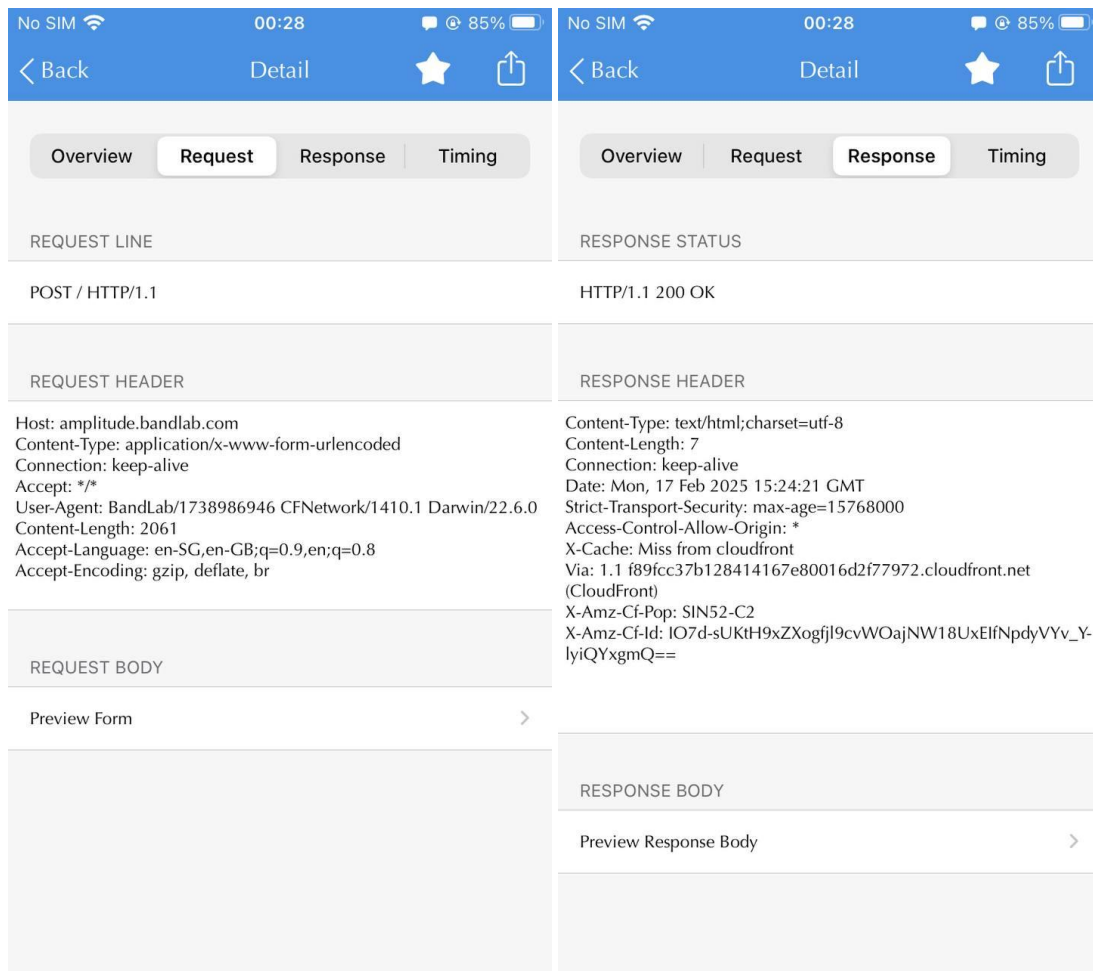 No SIM
00:28
85%
Back
Detail
Overview
Request
Response
Timing
REQUEST LINE
POST / HTTP/1.1
REQUEST HEADER
Host: amplitude.bandlab.com
Content-Type: application/x-www-form-urlencoded
Connection: keep-alive
Accept: */*
User-Agent: BandLab/1738986946 CFNetwork/1410.1 Darwin/22.6.0
Content-Length: 2061
Accept-Language: en-SG,en-GB;q=0.9,en;q=0.8
Accept-Encoding: gzip, deflate, br
REQUEST BODY
Preview Form
No SIM
00:28
85%
Back
Detail
Overview
Request
Response
Timing
RESPONSE STATUS
HTTP/1.1 200 OK
RESPONSE HEADER
Content-Type: text/html;charset=utf-8
Content-Length: 7
Connection: keep-alive
Date: Mon, 17 Feb 2025 15:24:21 GMT
Strict-Transport-Security: max-age=15768000
Access-Control-Allow-Origin: *
X-Cache: Miss from cloudfront
Via: 1.1 f89fcc37b128414167e80016d2f77972.cloudfront.net
(CloudFront)
X-Amz-Cf-Pop: SIN52-C2
X-Amz-Cf-Id: IO7d-sUKtH9xZXogfjl9cvWOajNW18UxEIfNpdyVYv_Y-
lyiQYxgmQ==
RESPONSE BODY
Preview Response Body